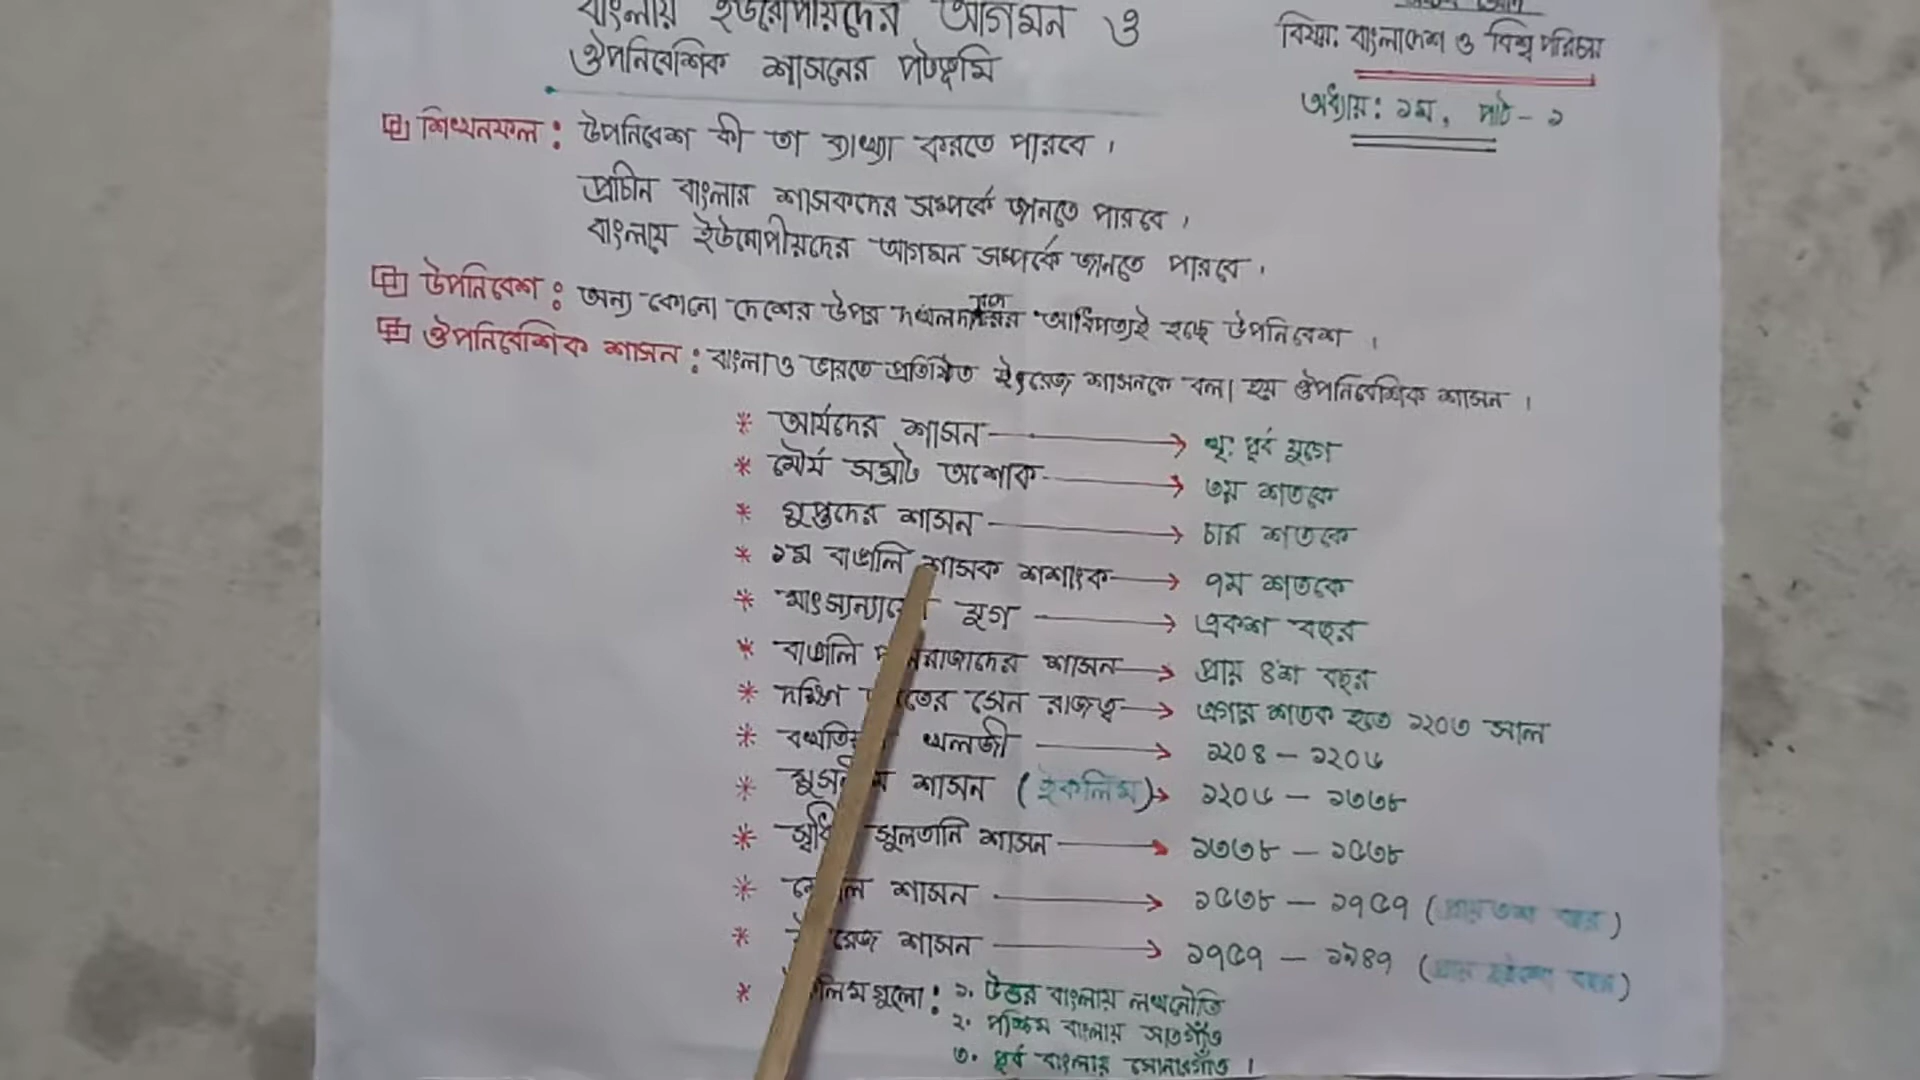 বাংলায় ইউরোপীয়দের আগমন ও
ঔপনিবেশিক শাসনের পটভূমি
বিষয়: বাংলাদেশ ও বিশ্ব পরিচয়
অধ্যায়: ১ম, পাঠ - ১
শিখনফল: উপনিবেশ কী তা ব্যাখ্যা করতে পারবে।
প্রাচীন বাংলার শাসকদের সম্পর্কে জানতে পারবে।
বাংলায় ইউরোপীয়দের আগমন সম্পর্কে জানতে পারবে।
উপনিবেশ: অন্য কোনো দেশের উপর আধিপত্যই হচ্ছে উপনিবেশ।
ঔপনিবেশিক শাসন: বাংলা ও ভারতে প্রতিষ্ঠিত ইংরেজ শাসনকে বলা হয় ঔপনিবেশিক শাসন।
* আর্যদের শাসন → খৃ: পূর্ব যুগে
* মৌর্য সম্রাট অশোক → ৩য় শতকে
* গুপ্তদের শাসন → চার শতকে
* ১ম বাঙালি শাসক শশাংক → ৭ম শতকে
* যুগ → একশ বছর
* বাঙালি শাসন → প্রায় ৪'শ বছর
* দক্ষিণ সেন রাজত্ব → এগার শতক হতে ১২০৩ সাল
* খলজী → ১২০৪ - ১২০৬
* শাসন (ইকলিম) → ১২০৬ - ১৩৩৮
* সুলতানি শাসন → ১৩৩৮ - ১৫৩৮
* শাসন → ১৫৩৮ - ১৭৫৭
* শাসন → ১৭৫৭ - ১৯৪৭
* ১. উত্তর বাংলায় লখনৌতি
২. পশ্চিম বাংলায় সাতগাঁও
৩. পূর্ব বাংলায় সোনারগাঁও।